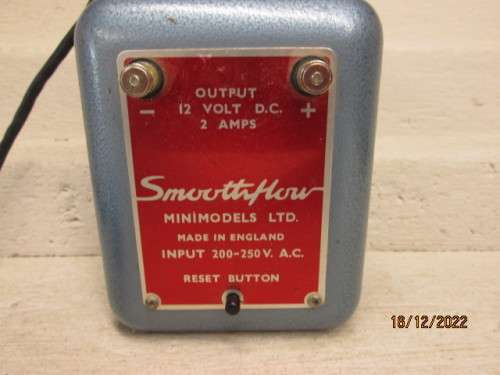 OUTPUT
– 12 VOLT D.C. +
2 AMPS
Smoothflow
MINIMODELS LTD.
MADE IN ENGLAND
INPUT 200-250 V. A.C.
RESET BUTTON
16/12/2022